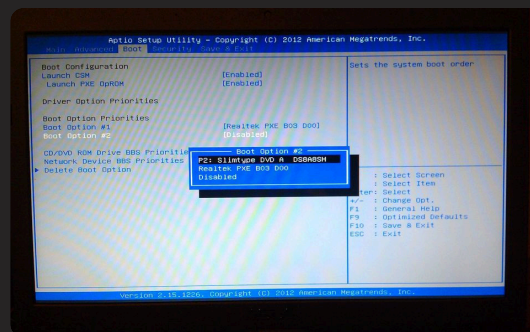 Aptio Setup Utility – Copyright (C) 2012 American Megatrends, Inc.
Main Advanced Boot Security Save & Exit
Boot Configuration
Launch CSM [Enabled]
Launch PXE OpROM [Enabled]
Driver Option Priorities
Boot Option Priorities
Boot Option #1 [Realtek PXE B03 D00]
Boot Option #2 [Disabled]
CD/DVD ROM Drive BBS Priorities
Network Device BBS Priorities
Delete Boot Option
Boot Option #2
P2: Slimtype DVD A DS8A8SH
Realtek PXE B03 D00
Disabled
Sets the system boot order
: Select Screen
: Select Item
Enter: Select
+/- : Change Opt.
F1 : General Help
F9 : Optimized Defaults
F10 : Save & Exit
ESC : Exit
Version 2.15.1226. Copyright (C) 2012 American Megatrends, Inc.